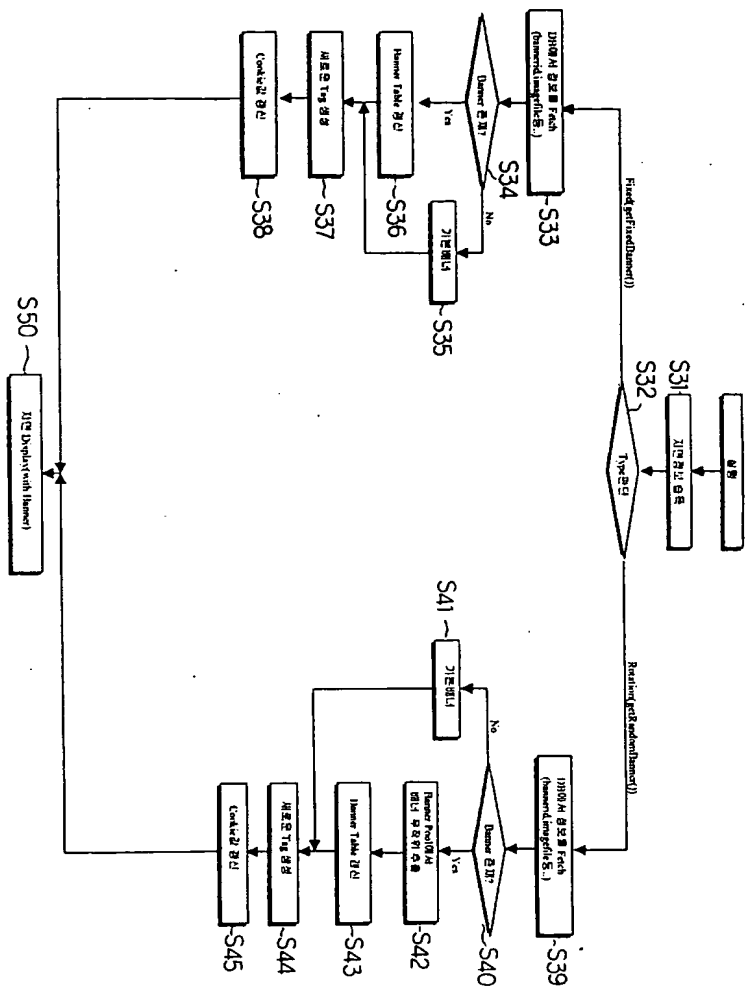 실행
S31
지면정보 습득
S32
Type판단
Fixed(getFixedBanner())
Rotation(getRandomBanner())
DB에서 정보를 Fetch
(bannerid,imagefile등..)
S33
Banner 존재?
S34
Yes
No
기본배너
S35
Banner Table 갱신
S36
새로운 Tag 생성
S37
Cookie값 갱신
S38
DB에서 정보를 Fetch
(bannerid,imagefile등..)
S39
Banner 존재?
S40
Yes
No
S41
기본배너
Banner Pool에서
배너 무작위 추출
S42
Banner Table 갱신
S43
새로운 Tag 생성
S44
Cookie값 갱신
S45
S50
지면 Display(with Banner)